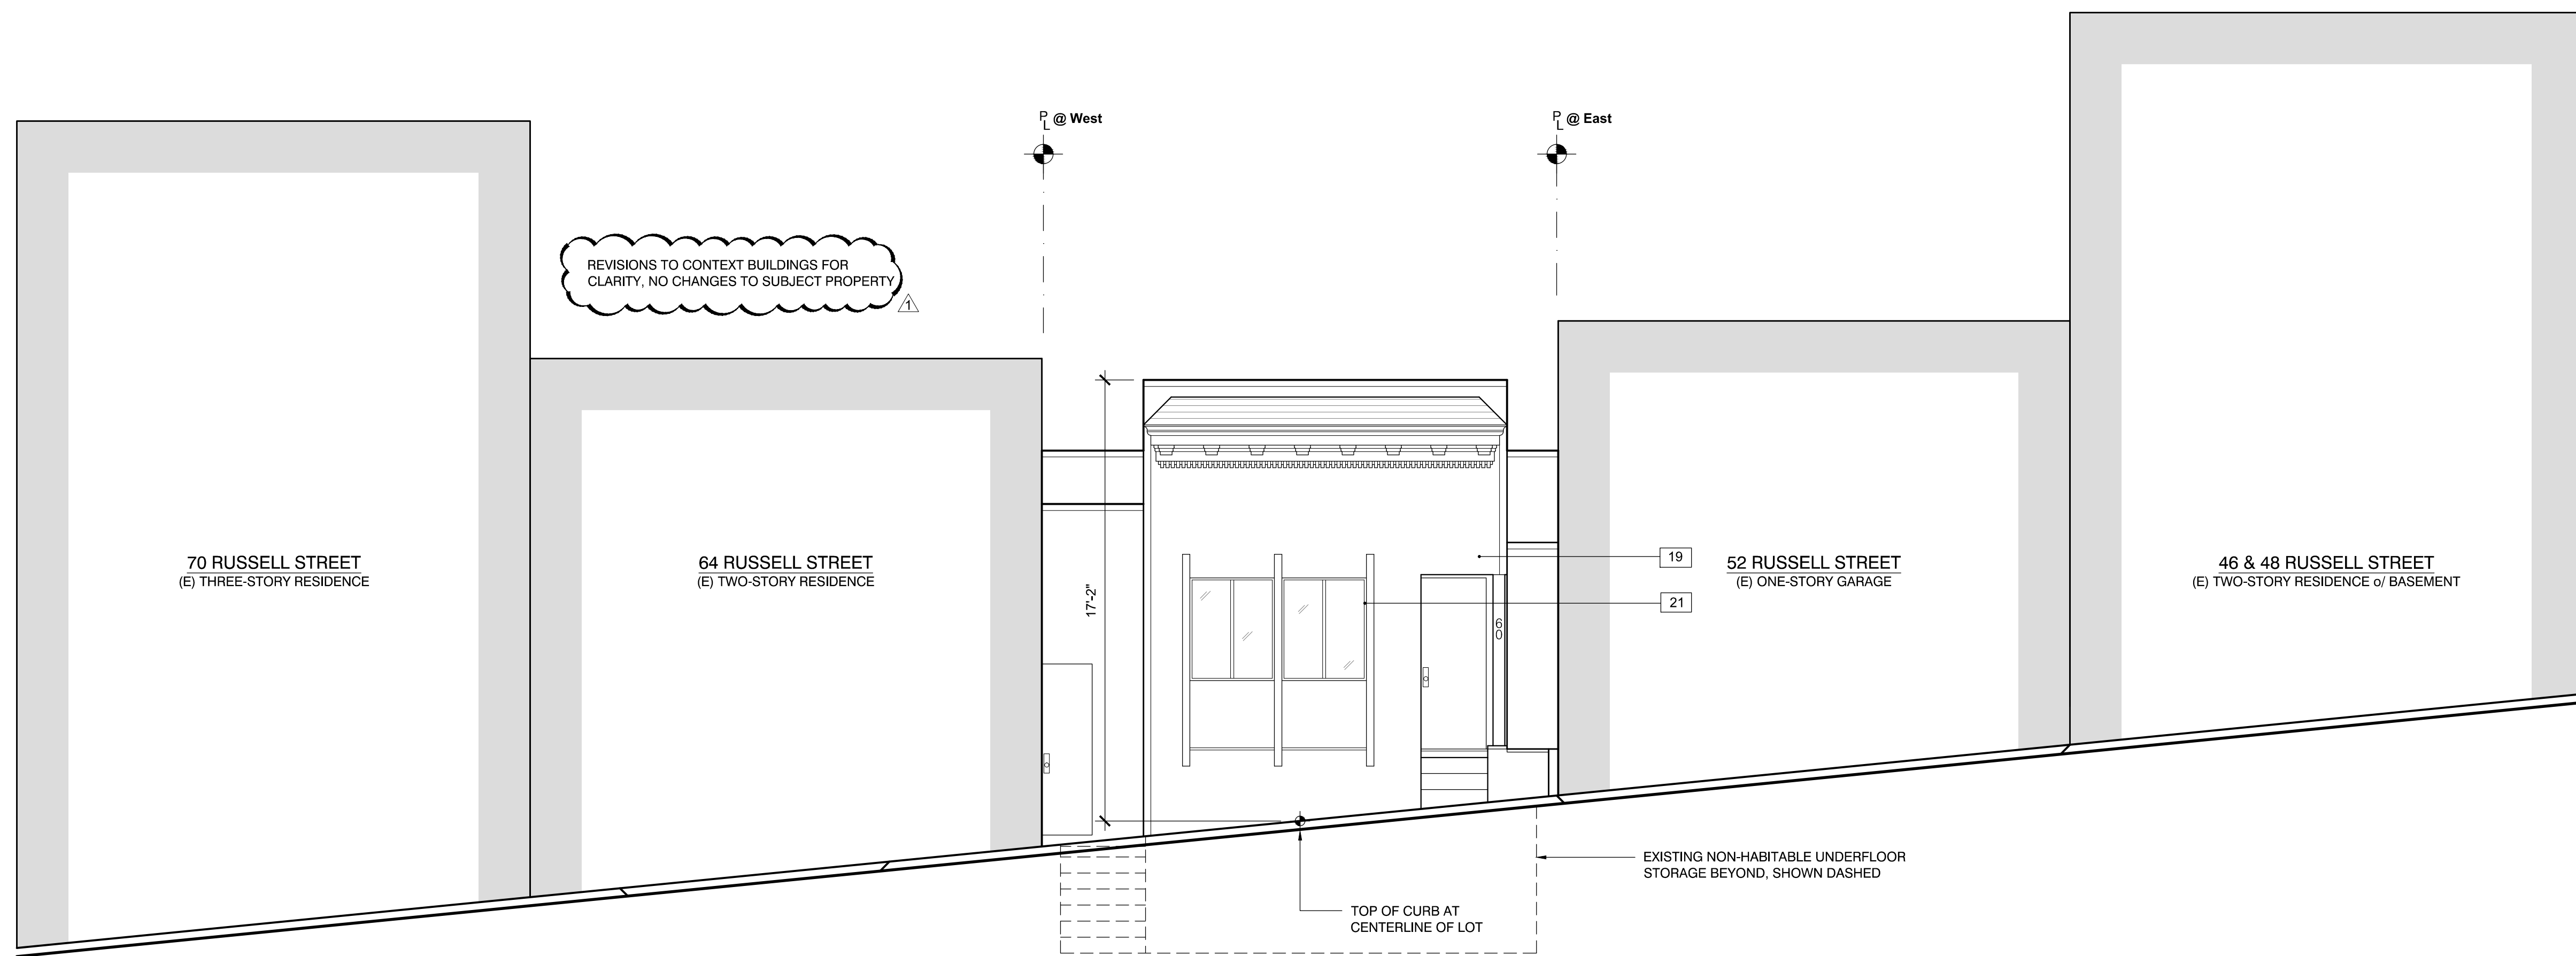 PL @ West
PL @ East
REVISIONS TO CONTEXT BUILDINGS FOR
CLARITY, NO CHANGES TO SUBJECT PROPERTY
1
70 RUSSELL STREET
(E) THREE-STORY RESIDENCE
64 RUSSELL STREET
(E) TWO-STORY RESIDENCE
17'-2"
60
19
21
52 RUSSELL STREET
(E) ONE-STORY GARAGE
46 & 48 RUSSELL STREET
(E) TWO-STORY RESIDENCE o/ BASEMENT
EXISTING NON-HABITABLE UNDERFLOOR
STORAGE BEYOND, SHOWN DASHED
TOP OF CURB AT
CENTERLINE OF LOT